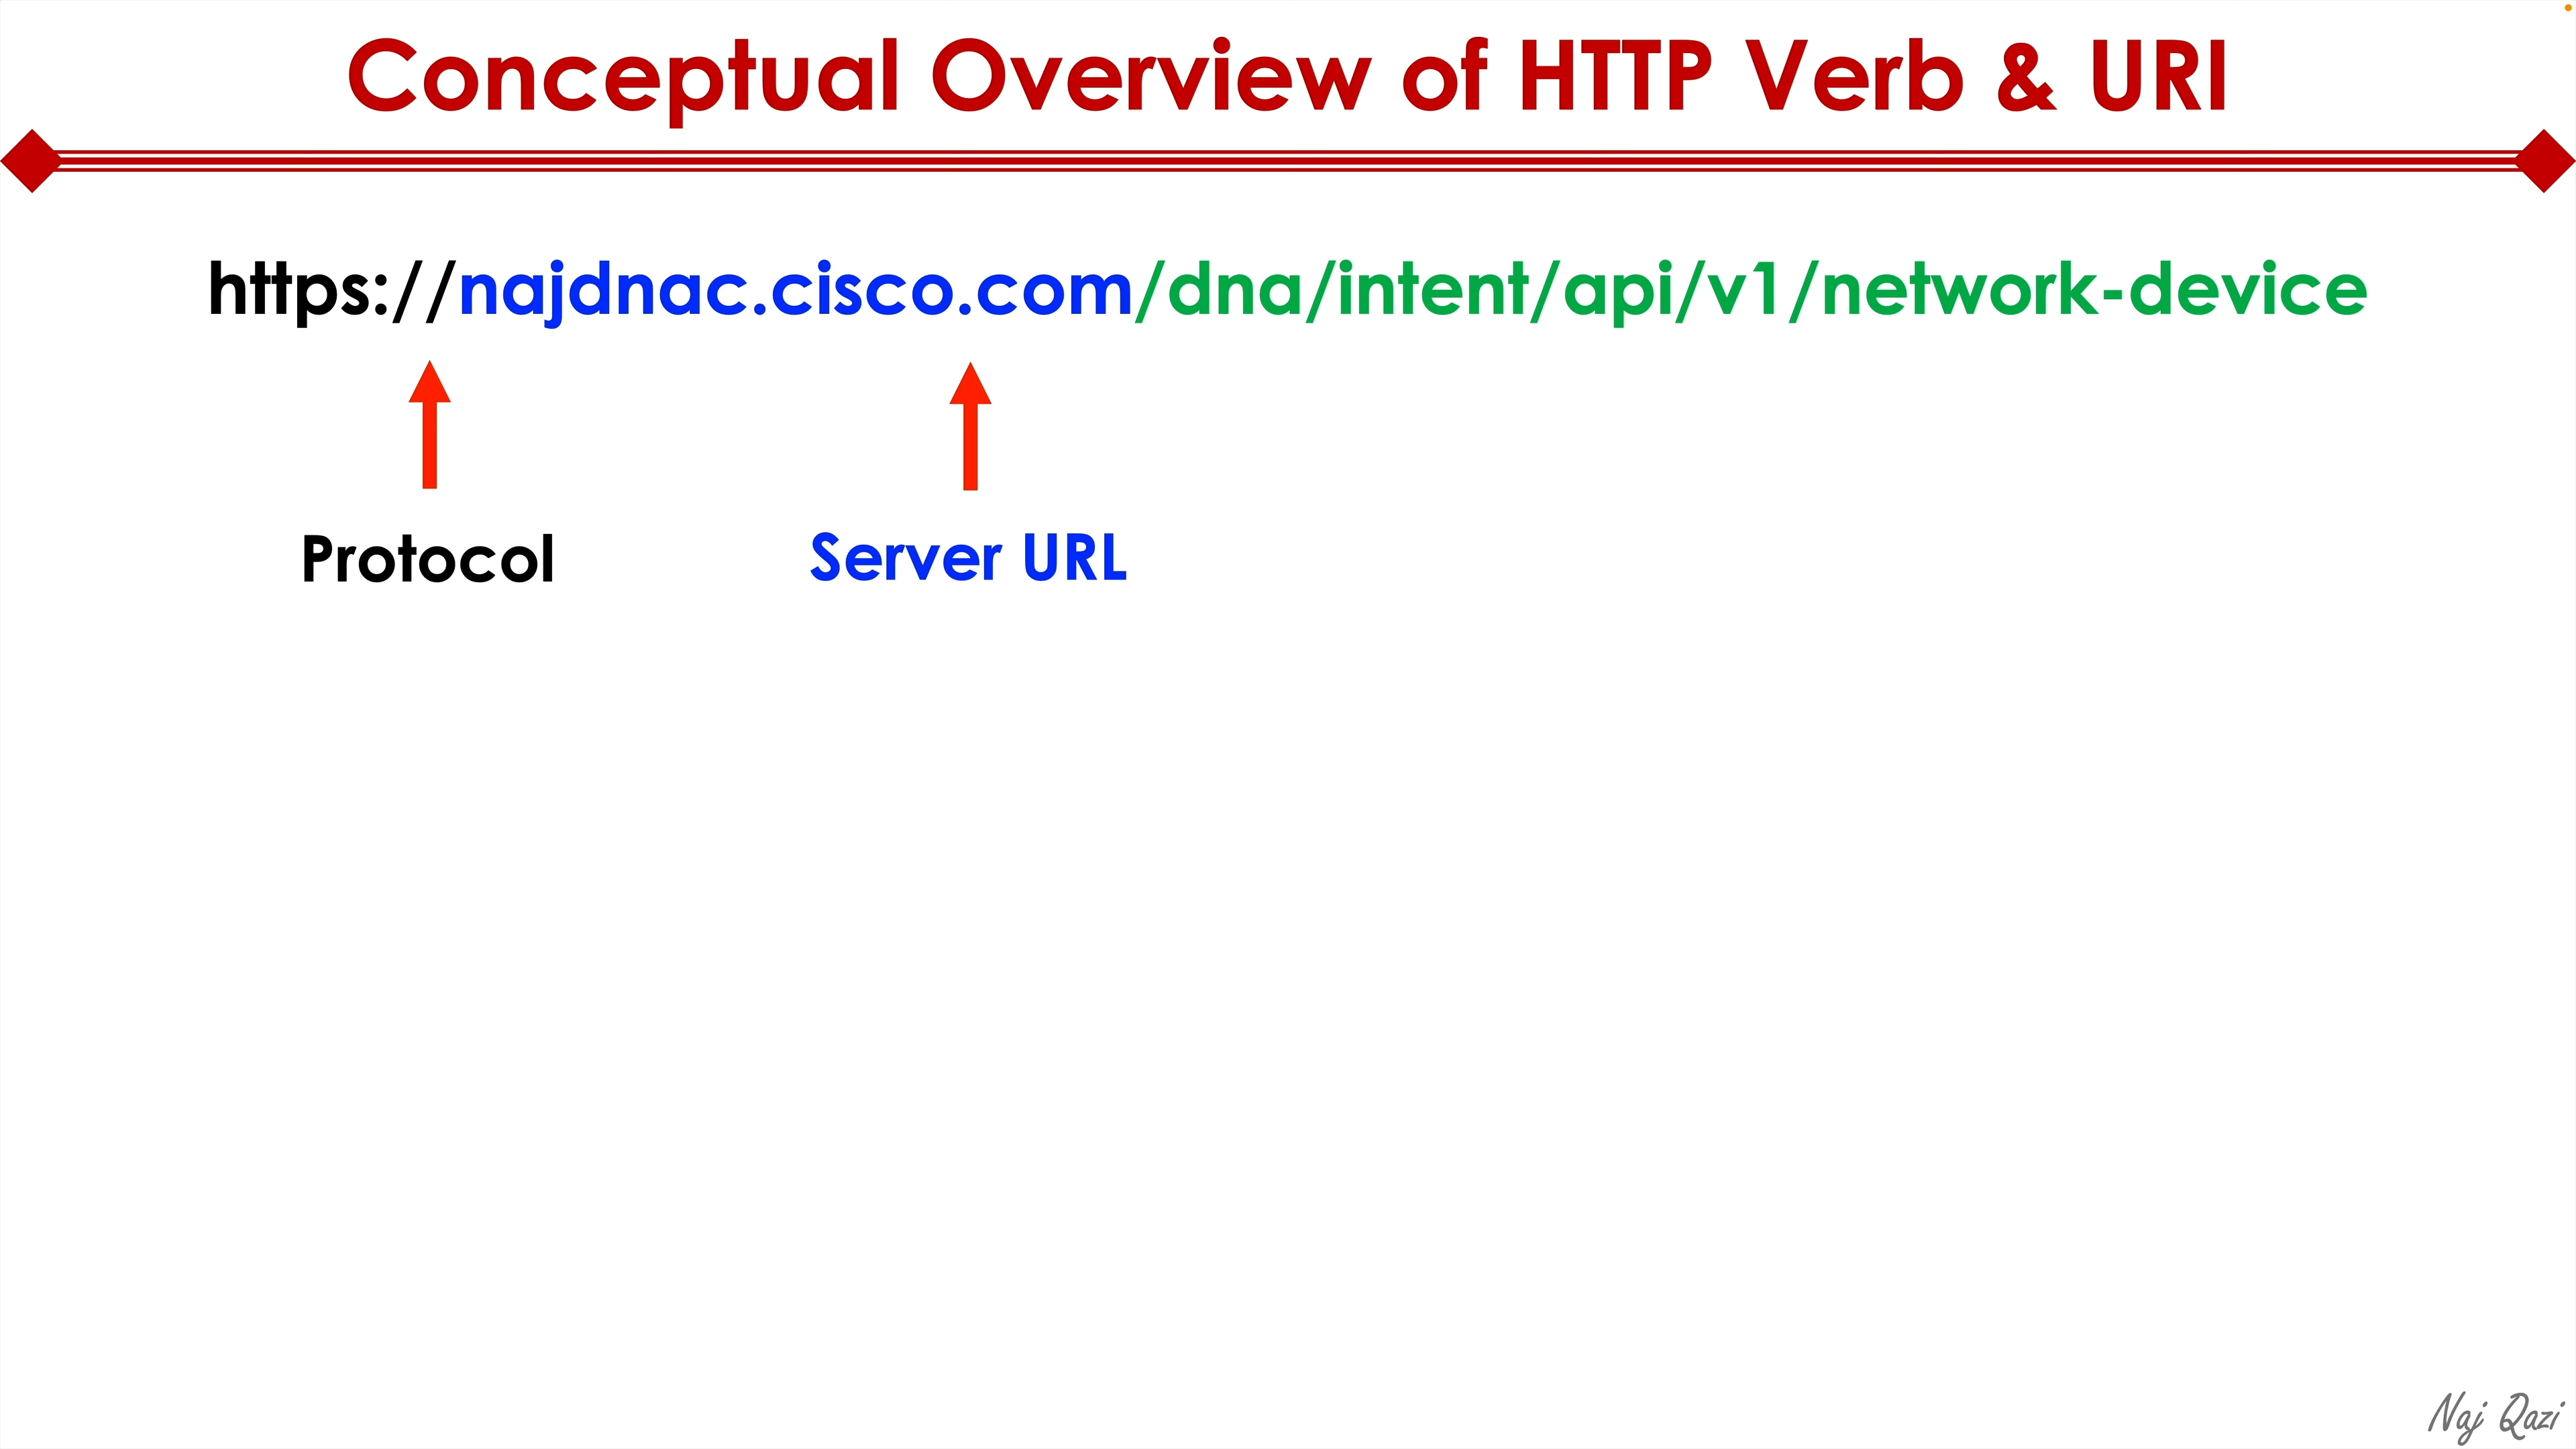 Conceptual Overview of HTTP Verb & URI
https://najdnac.cisco.com/dna/intent/api/v1/network-device
Protocol
Server URL
Naj Qazi